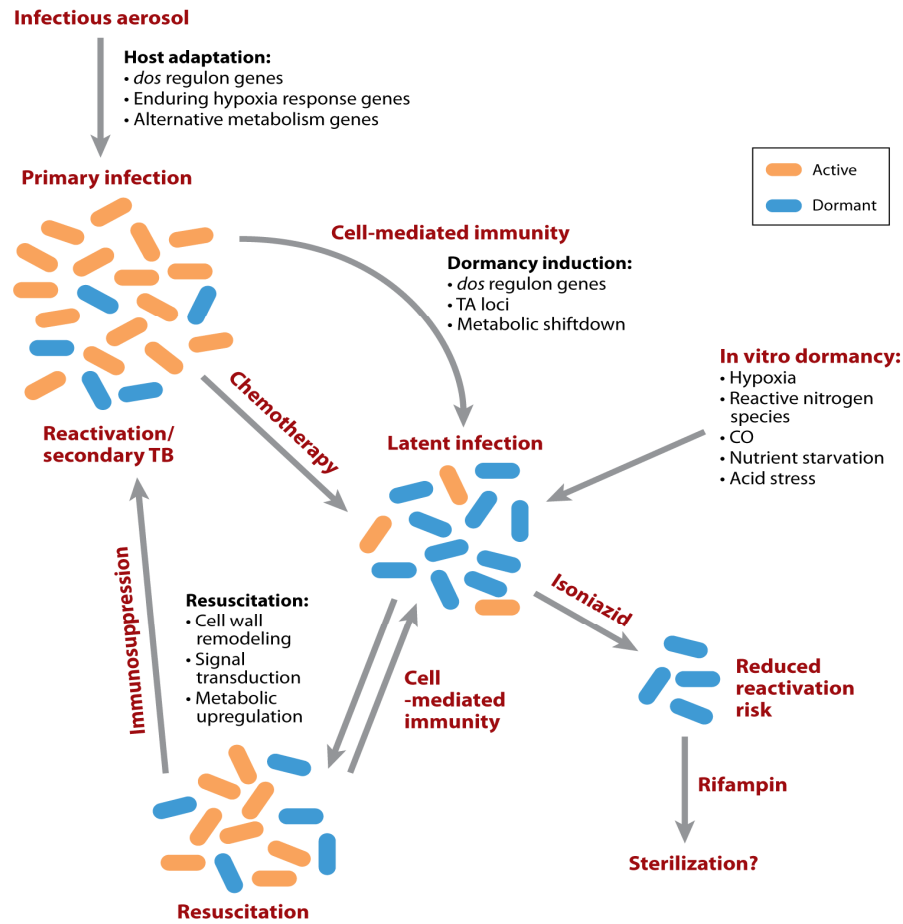 Infectious aerosol
Host adaptation:
• dos regulon genes
• Enduring hypoxia response genes
• Alternative metabolism genes
Primary infection
Active
Dormant
Cell-mediated immunity
Dormancy induction:
• dos regulon genes
• TA loci
• Metabolic shiftdown
In vitro dormancy:
• Hypoxia
• Reactive nitrogen
species
• CO
• Nutrient starvation
• Acid stress
Chemotherapy
Reactivation/
secondary TB
Latent infection
Immunosuppression
Resuscitation:
• Cell wall
remodeling
• Signal
transduction
• Metabolic
upregulation
Cell
-mediated
immunity
Isoniazid
Reduced
reactivation
risk
Rifampin
Sterilization?
Resuscitation